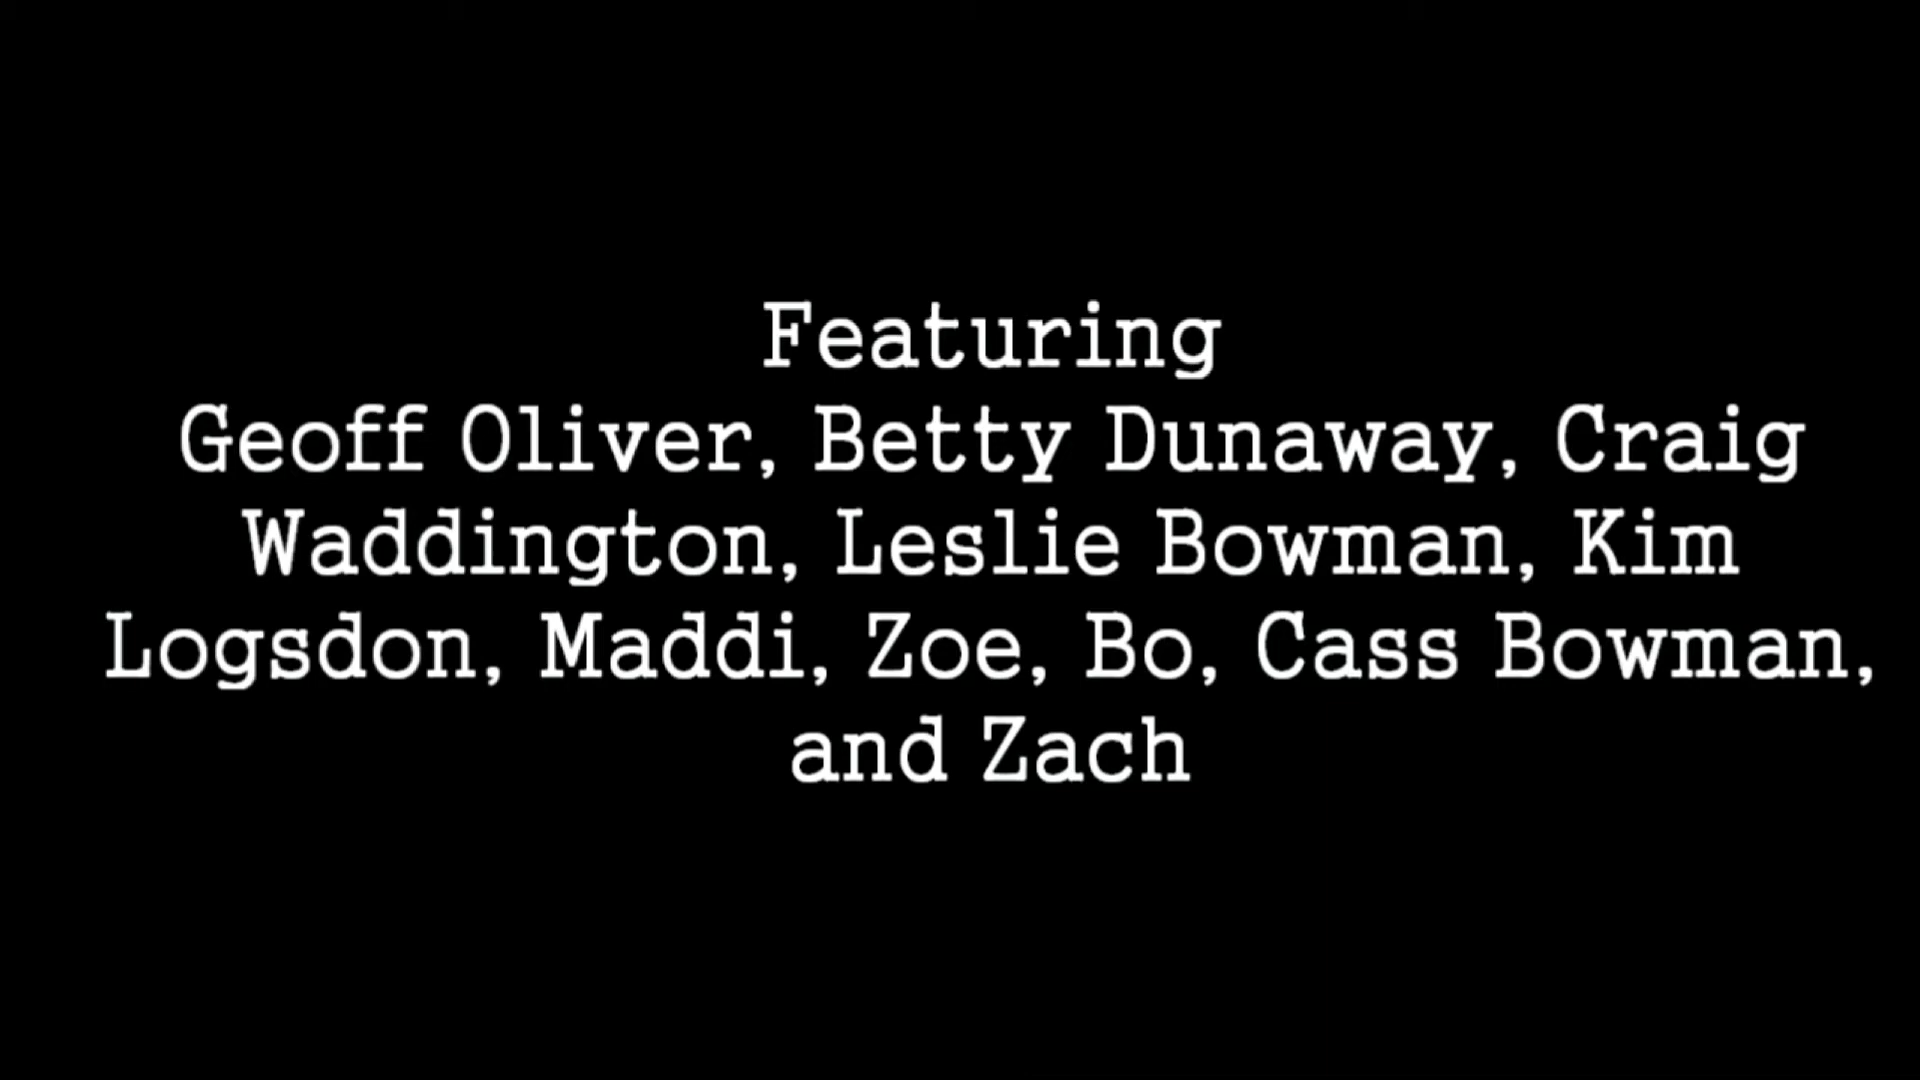 Featuring
Geoff Oliver, Betty Dunaway, Craig
Waddington, Leslie Bowman, Kim
Logsdon, Maddi, Zoe, Bo, Cass Bowman,
and Zach